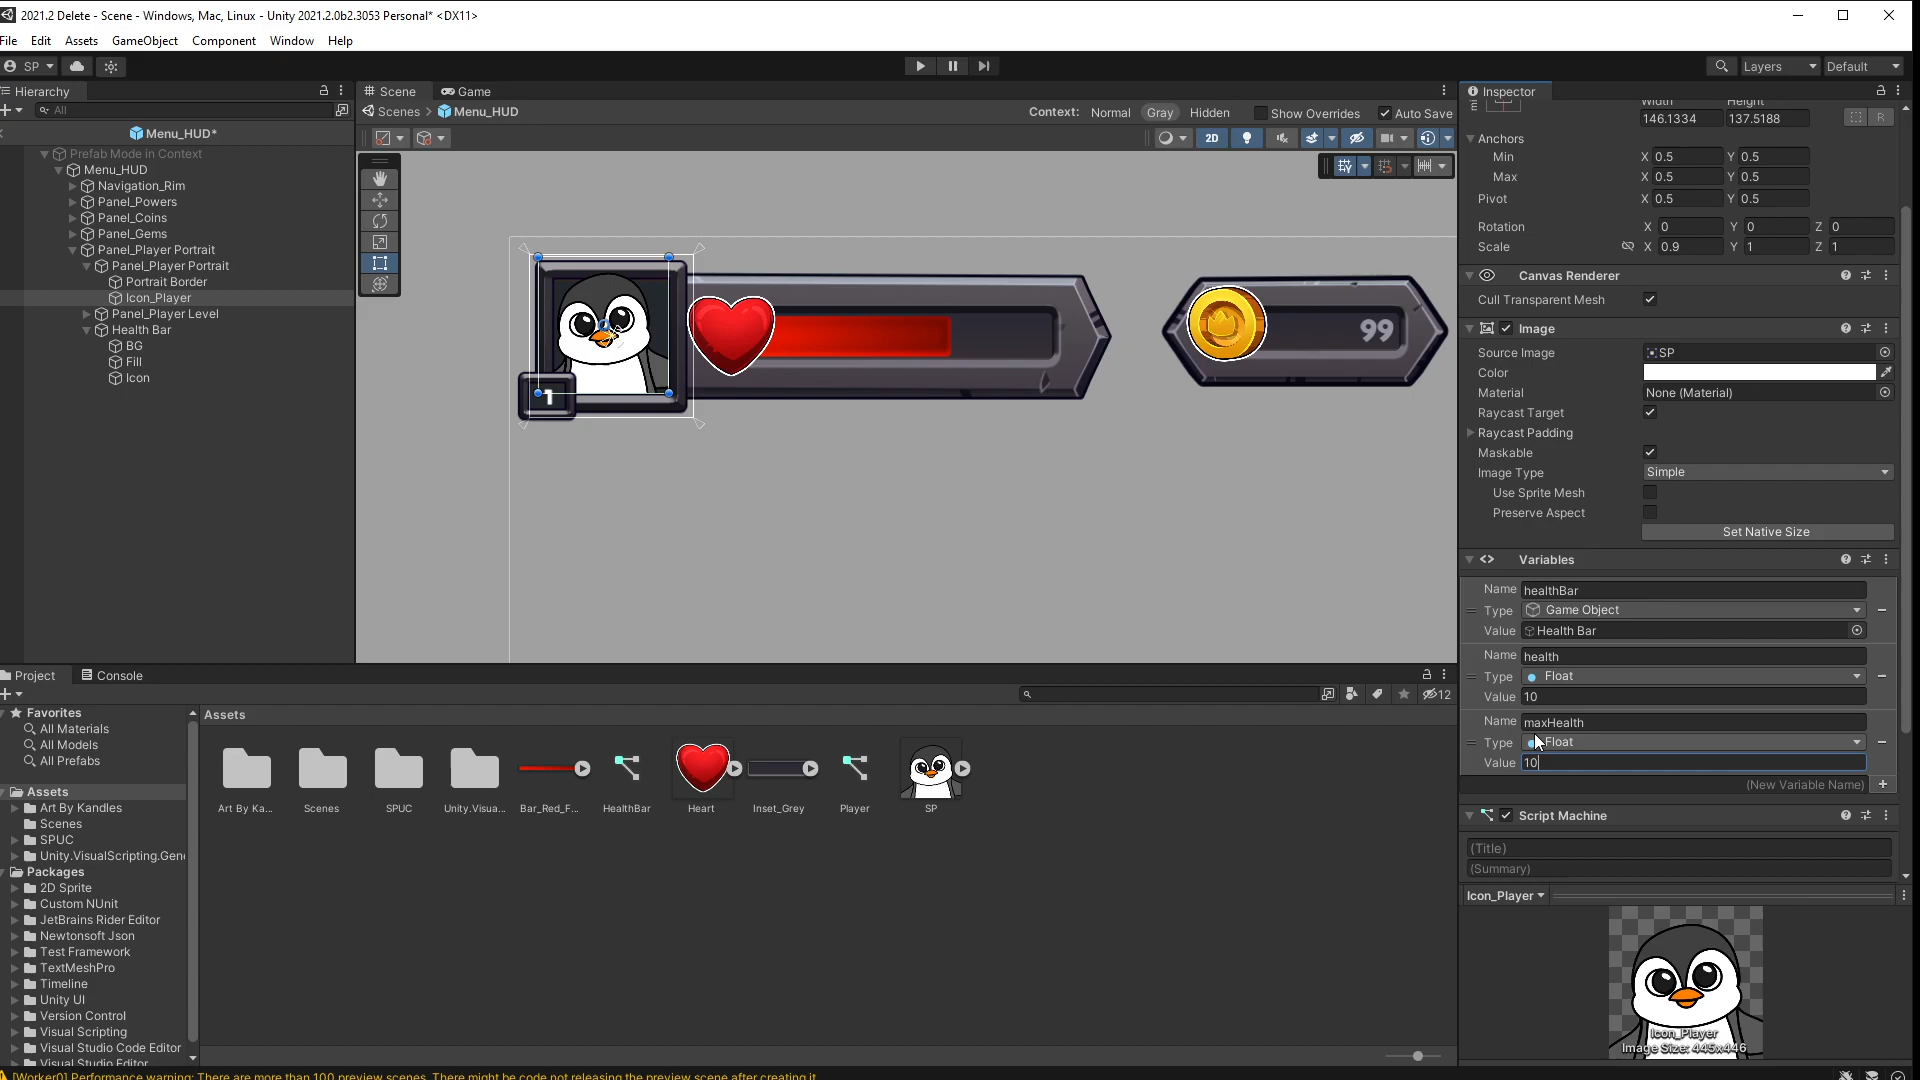 2021.2 Delete - Scene - Windows, Mac, Linux - Unity 2021.2.0b2.3053 Personal* <DX11>
File Edit Assets GameObject Component Window Help
SP
Layers Default
Hierarchy
All
Menu_HUD*
Prefab Mode in Context
Menu_HUD
Navigation_Rim
Panel_Powers
Panel_Coins
Panel_Gems
Panel_Player Portrait
Panel_Player Portrait
Portrait Border
Icon_Player
Panel_Player Level
Health Bar
BG
Fill
Icon
Scene Game
Scenes Menu_HUD
Context: Normal Gray Hidden Show Overrides Auto Save
2D
1
99
Inspector
Width Height
146.1334 137.5188
R
Anchors
Min X 0.5 Y 0.5
Max X 0.5 Y 0.5
Pivot X 0.5 Y 0.5
Rotation X 0 Y 0 Z 0
Scale X 0.9 Y 1 Z 1
Canvas Renderer
Cull Transparent Mesh
Image
Source Image SP
Color
Material None (Material)
Raycast Target
Raycast Padding
Maskable
Image Type Simple
Use Sprite Mesh
Preserve Aspect
Set Native Size
Variables
Name healthBar
Type Game Object
Value Health Bar
Name health
Type Float
Value 10
Name maxHealth
Type Float
Value 10
(New Variable Name)
Script Machine
(Title)
(Summary)
Icon_Player
Icon_Player
Image Size: 445x446
Project Console
12
Favorites
All Materials
All Models
All Prefabs
Assets
Art By Kandles
Scenes
SPUC
Unity.VisualScripting.Gene
Packages
2D Sprite
Custom NUnit
JetBrains Rider Editor
Newtonsoft Json
Test Framework
TextMeshPro
Timeline
Unity UI
Version Control
Visual Scripting
Visual Studio Code Editor
Visual Studio Editor
Assets
Art By Ka... Scenes SPUC Unity.Visua... Bar_Red_F... HealthBar Heart Inset_Grey Player SP
[Worker0] Performance warning: There are more than 100 preview scenes. There might be code not releasing the preview scene after creating it.